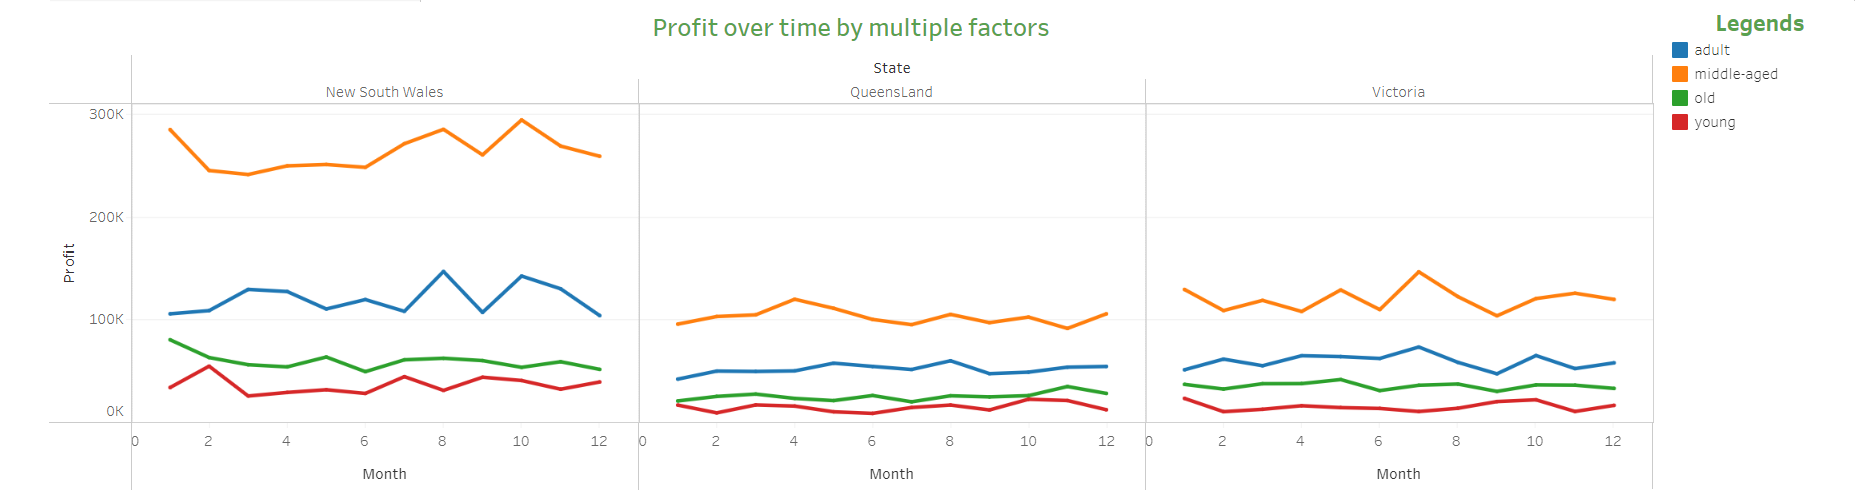 Profit over time by multiple factors
Legends
adult
middle-aged
old
young
State
New South Wales QueensLand Victoria
300K
200K
100K
0K
Profit
0 2 4 6 8 10 12 0 2 4 6 8 10 12 0 2 4 6 8 10 12
Month Month Month